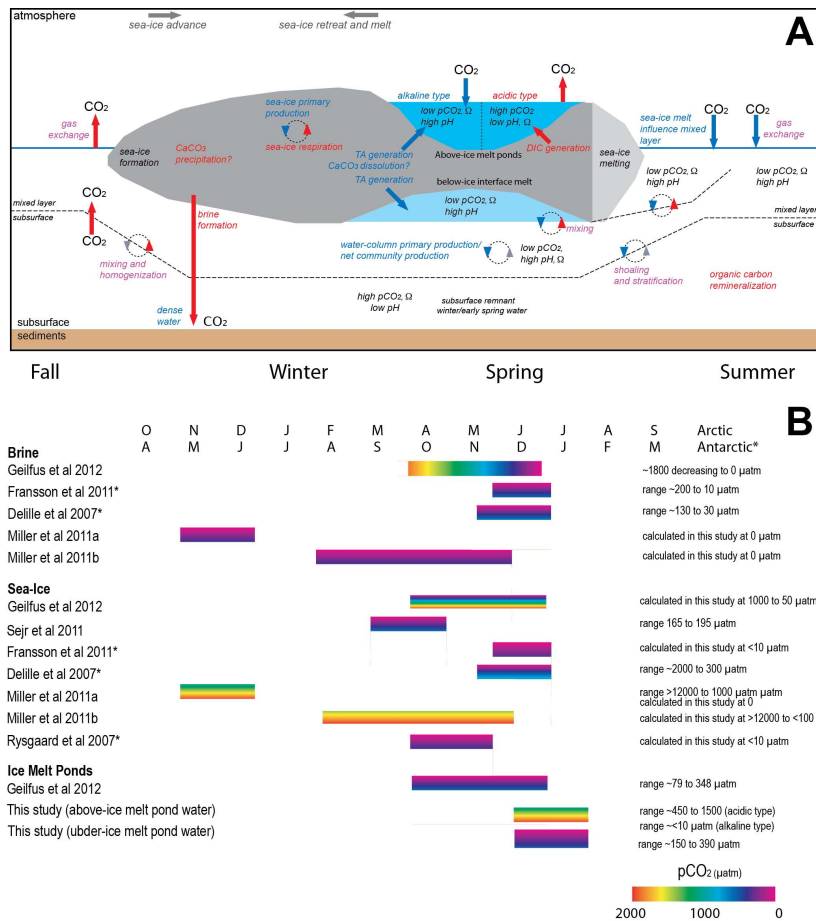 atmosphere
A
sea-ice advance
sea-ice retreat and melt
CO2
CO2
alkaline type
acidic type
CO2
CO2
CO2
gas exchange
sea-ice primary production
low pCO2, Ω
high pH
high pCO2
low pH, Ω
sea-ice melt influence mixed layer
gas exchange
sea-ice formation
CaCO3 precipitation?
sea-ice respiration
TA generation
CaCO3 dissolution?
Above-ice melt ponds
DIC generation
sea-ice melting
TA generation
below-ice interface melt
low pCO2, Ω
high pH
low pCO2, Ω
high pH
low pCO2, Ω
high pH
CO2
mixed layer
subsurface
CO2
brine formation
mixing
mixed layer
subsurface
mixing and homogenization
water-column primary production/
net community production
low pCO2,
high pH, Ω
shoaling and stratification
organic carbon remineralization
high pCO2, Ω
low pH
subsurface remnant
winter/early spring water
dense water
CO2
subsurface
sediments
Fall Winter Spring Summer
B
O N D J F M A M J J A S Arctic
A M J J A S O N D J F M Antarctic*
Brine
Geilfus et al 2012 ~1800 decreasing to 0 µatm
Fransson et al 2011* range ~200 to 10 µatm
Delille et al 2007* range ~130 to 30 µatm
Miller et al 2011a calculated in this study at 0 µatm
Miller et al 2011b calculated in this study at 0 µatm
Sea-Ice
Geilfus et al 2012 calculated in this study at 1000 to 50 µatm
Sejr et al 2011 range 165 to 195 µatm
Fransson et al 2011* calculated in this study at <10 µatm
Delille et al 2007* range ~2000 to 300 µatm
Miller et al 2011a range >12000 to 1000 µatm µatm
calculated in this study at 0
Miller et al 2011b calculated in this study at >12000 to <100
Rysgaard et al 2007* calculated in this study at <10 µatm
Ice Melt Ponds
Geilfus et al 2012 range ~79 to 348 µatm
This study (above-ice melt pond water) range ~450 to 1500 (acidic type)
range ~<10 µatm (alkaline type)
This study (ubder-ice melt pond water) range ~150 to 390 µatm
pCO2 (µatm)
2000 1000 0